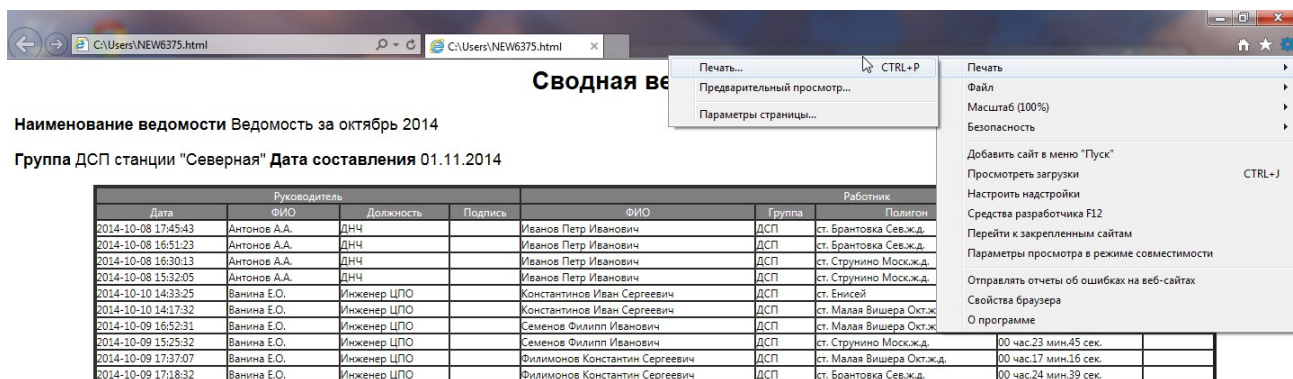 C:\Users\NEW6375.html
C:\Users\NEW6375.html
Сводная ве
Наименование ведомости Ведомость за октябрь 2014
Группа ДСП станции "Северная" Дата составления 01.11.2014
Печать... CTRL+P
Предварительный просмотр...
Параметры страницы...
Печать
Файл
Масштаб (100%)
Безопасность
Добавить сайт в меню "Пуск"
Просмотреть загрузки CTRL+J
Настроить надстройки
Средства разработчика F12
Перейти к закрепленным сайтам
Параметры просмотра в режиме совместимости
Отправлять отчеты об ошибках на веб-сайтах
Свойства браузера
О программе
Руководитель Работник
Дата ФИО Должность Подпись ФИО Группа Полигон
2014-10-08 17:45:43 Антонов А.А. ДНЧ Иванов Петр Иванович ДСП ст. Брантовка Сев.ж.д.
2014-10-08 16:51:23 Антонов А.А. ДНЧ Иванов Петр Иванович ДСП ст. Брантовка Сев.ж.д.
2014-10-08 16:30:13 Антонов А.А. ДНЧ Иванов Петр Иванович ДСП ст. Струнино Моск.ж.д.
2014-10-08 15:32:05 Антонов А.А. ДНЧ Иванов Петр Иванович ДСП ст. Струнино Моск.ж.д.
2014-10-10 14:33:25 Ванина Е.О. Инженер ЦПО Константинов Иван Сергеевич ДСП ст. Енисей
2014-10-10 14:17:32 Ванина Е.О. Инженер ЦПО Константинов Иван Сергеевич ДСП ст. Малая Вишера Окт.ж
2014-10-09 16:52:31 Ванина Е.О. Инженер ЦПО Семенов Филипп Иванович ДСП ст. Малая Вишера Окт.ж
2014-10-09 15:25:32 Ванина Е.О. Инженер ЦПО Семенов Филипп Иванович ДСП ст. Струнино Моск.ж.д. 00 час.23 мин.45 сек.
2014-10-09 17:37:07 Ванина Е.О. Инженер ЦПО Филимонов Константин Сергеевич ДСП ст. Малая Вишера Окт.ж.д. 00 час.17 мин.16 сек.
2014-10-09 17:18:32 Ванина Е.О. Инженер ЦПО Филимонов Константин Сергеевич ДСП ст. Брантовка Сев.ж.д. 00 час.24 мин.39 сек.